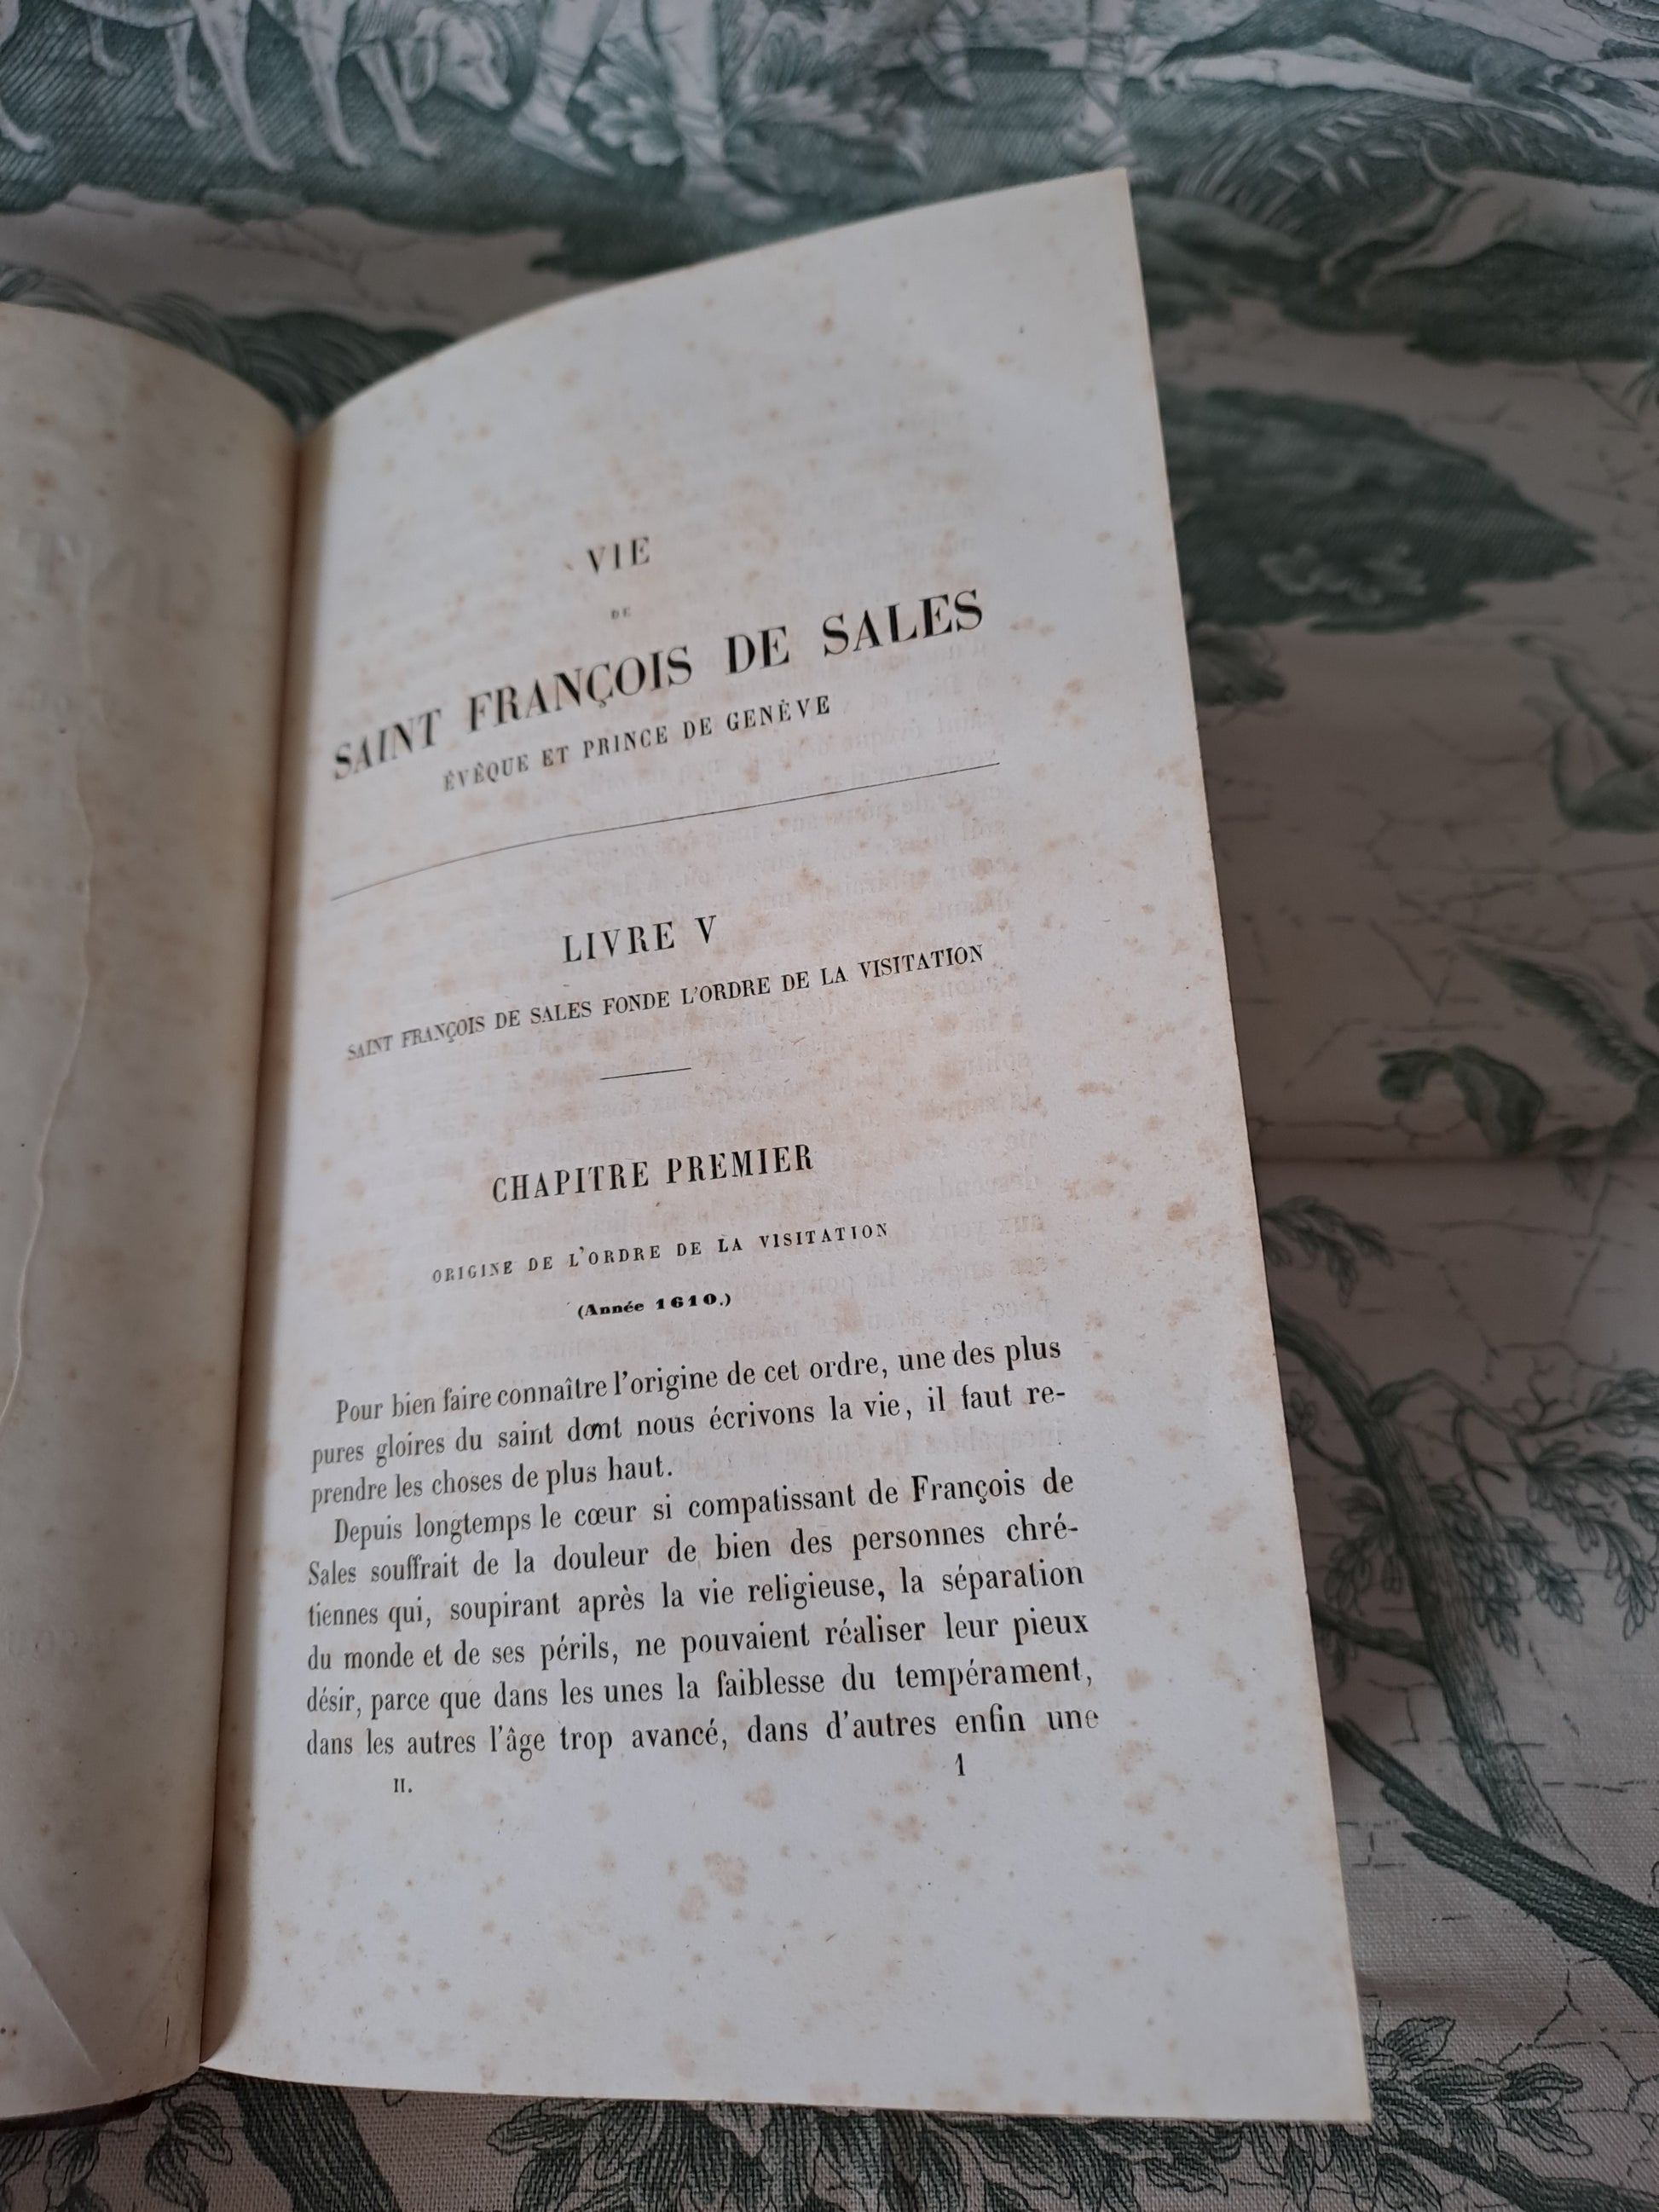 VIE
DE
SAINT FRANÇOIS DE SALES
ÉVÊQUE ET PRINCE DE GENÈVE
LIVRE V
SAINT FRANÇOIS DE SALES FONDE L'ORDRE DE LA VISITATION
CHAPITRE PREMIER
ORIGINE DE L'ORDRE DE LA VISITATION
(Année 1610.)
Pour bien faire connaître l'origine de cet ordre, une des plus
pures gloires du saint dont nous écrivons la vie, il faut re-
prendre les choses de plus haut.
Depuis longtemps le cœur si compatissant de François de
Sales souffrait de la douleur de bien des personnes chré-
tiennes qui, soupirant après la vie religieuse, la séparation
du monde et de ses périls, ne pouvaient réaliser leur pieux
désir, parce que dans les unes la faiblesse du tempérament,
dans les autres l'âge trop avancé, dans d'autres enfin une
II. 1